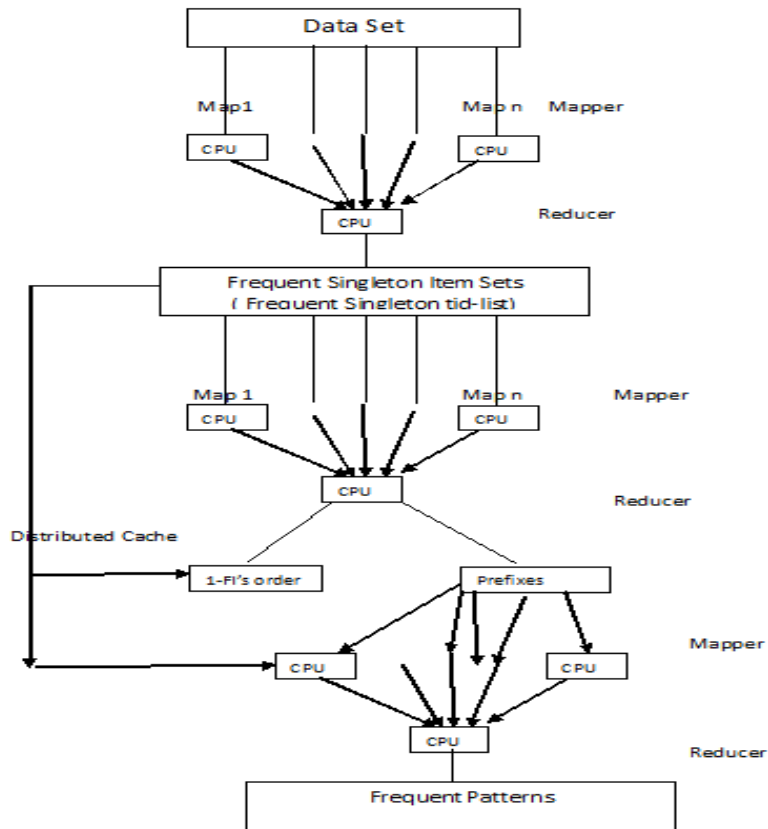 Data Set
Map1
Map n
Mapper
CPU
CPU
CPU
Reducer
Frequent Singleton Item Sets
( Frequent Singleton tid-list)
Map 1
Map n
Mapper
CPU
CPU
CPU
Reducer
Distributed Cache
1-FI's order
Prefixes
Mapper
CPU
CPU
CPU
Reducer
Frequent Patterns